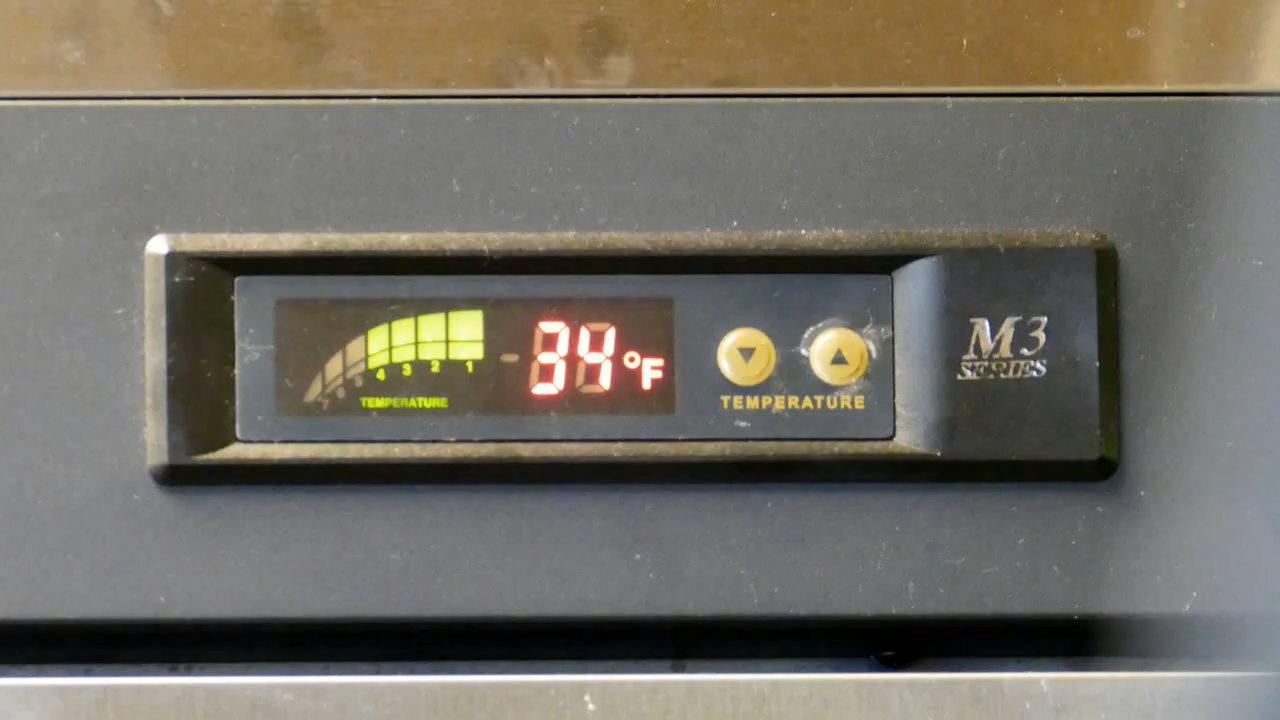 4 3 2 1
TEMPERATURE
34 °F
TEMPERATURE
M3
SERIES